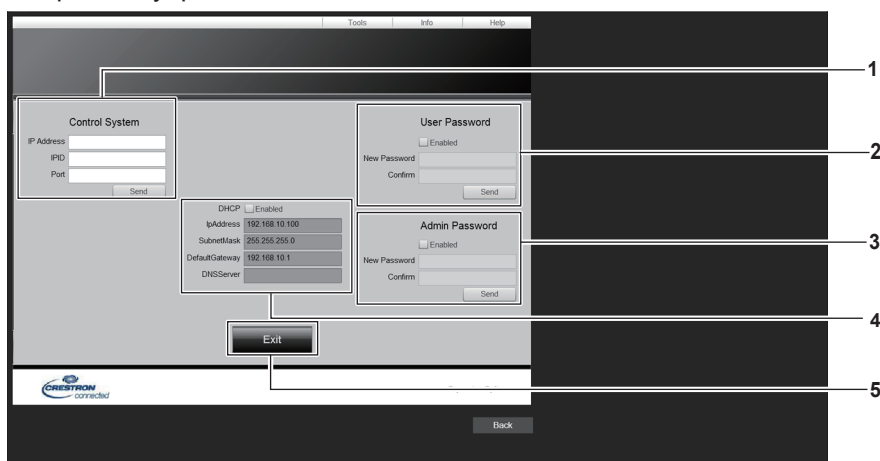 Tools Info Help
1
Control System
IP Address
IPID
Port
Send
User Password
Enabled
New Password
Confirm
Send
2
DHCP Enabled
IpAddress 192.168.10.100
SubnetMask 255.255.255.0
DefaultGateway 192.168.10.1
DNSServer
Admin Password
Enabled
New Password
Confirm
Send
3
4
Exit
5
CRESTRON
connected
Back